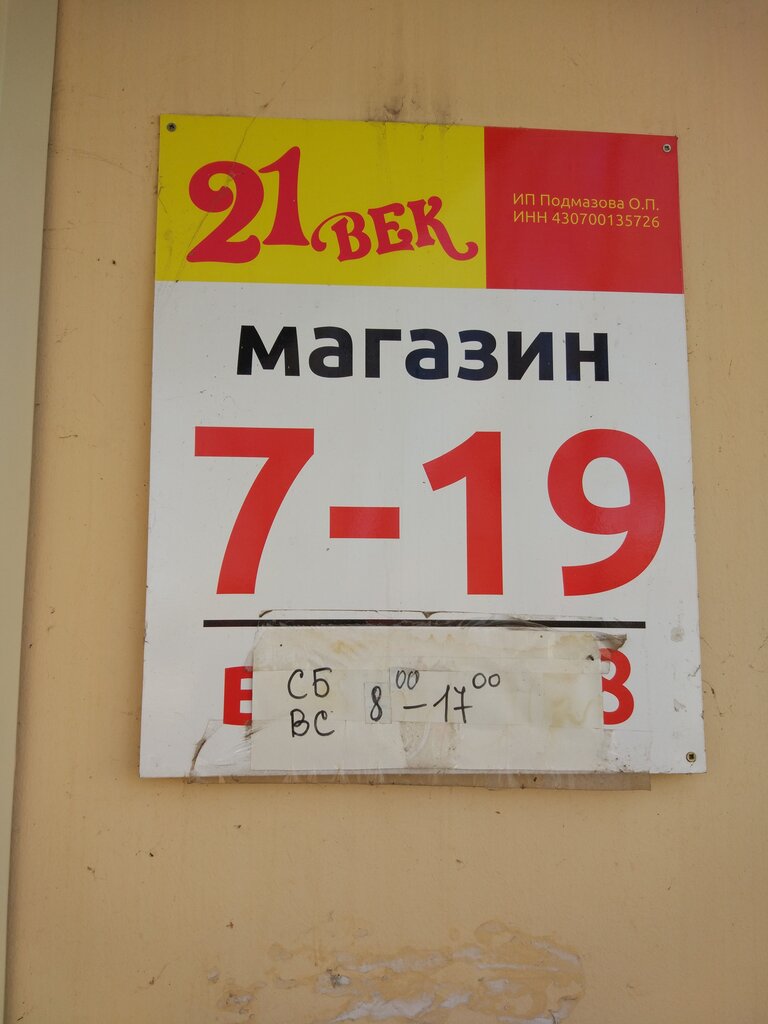 21 ВЕК
ИП Подмазова О.П.
ИНН 430700135726
магазин
7-19
СБ 8⁰⁰-17⁰⁰
ВС